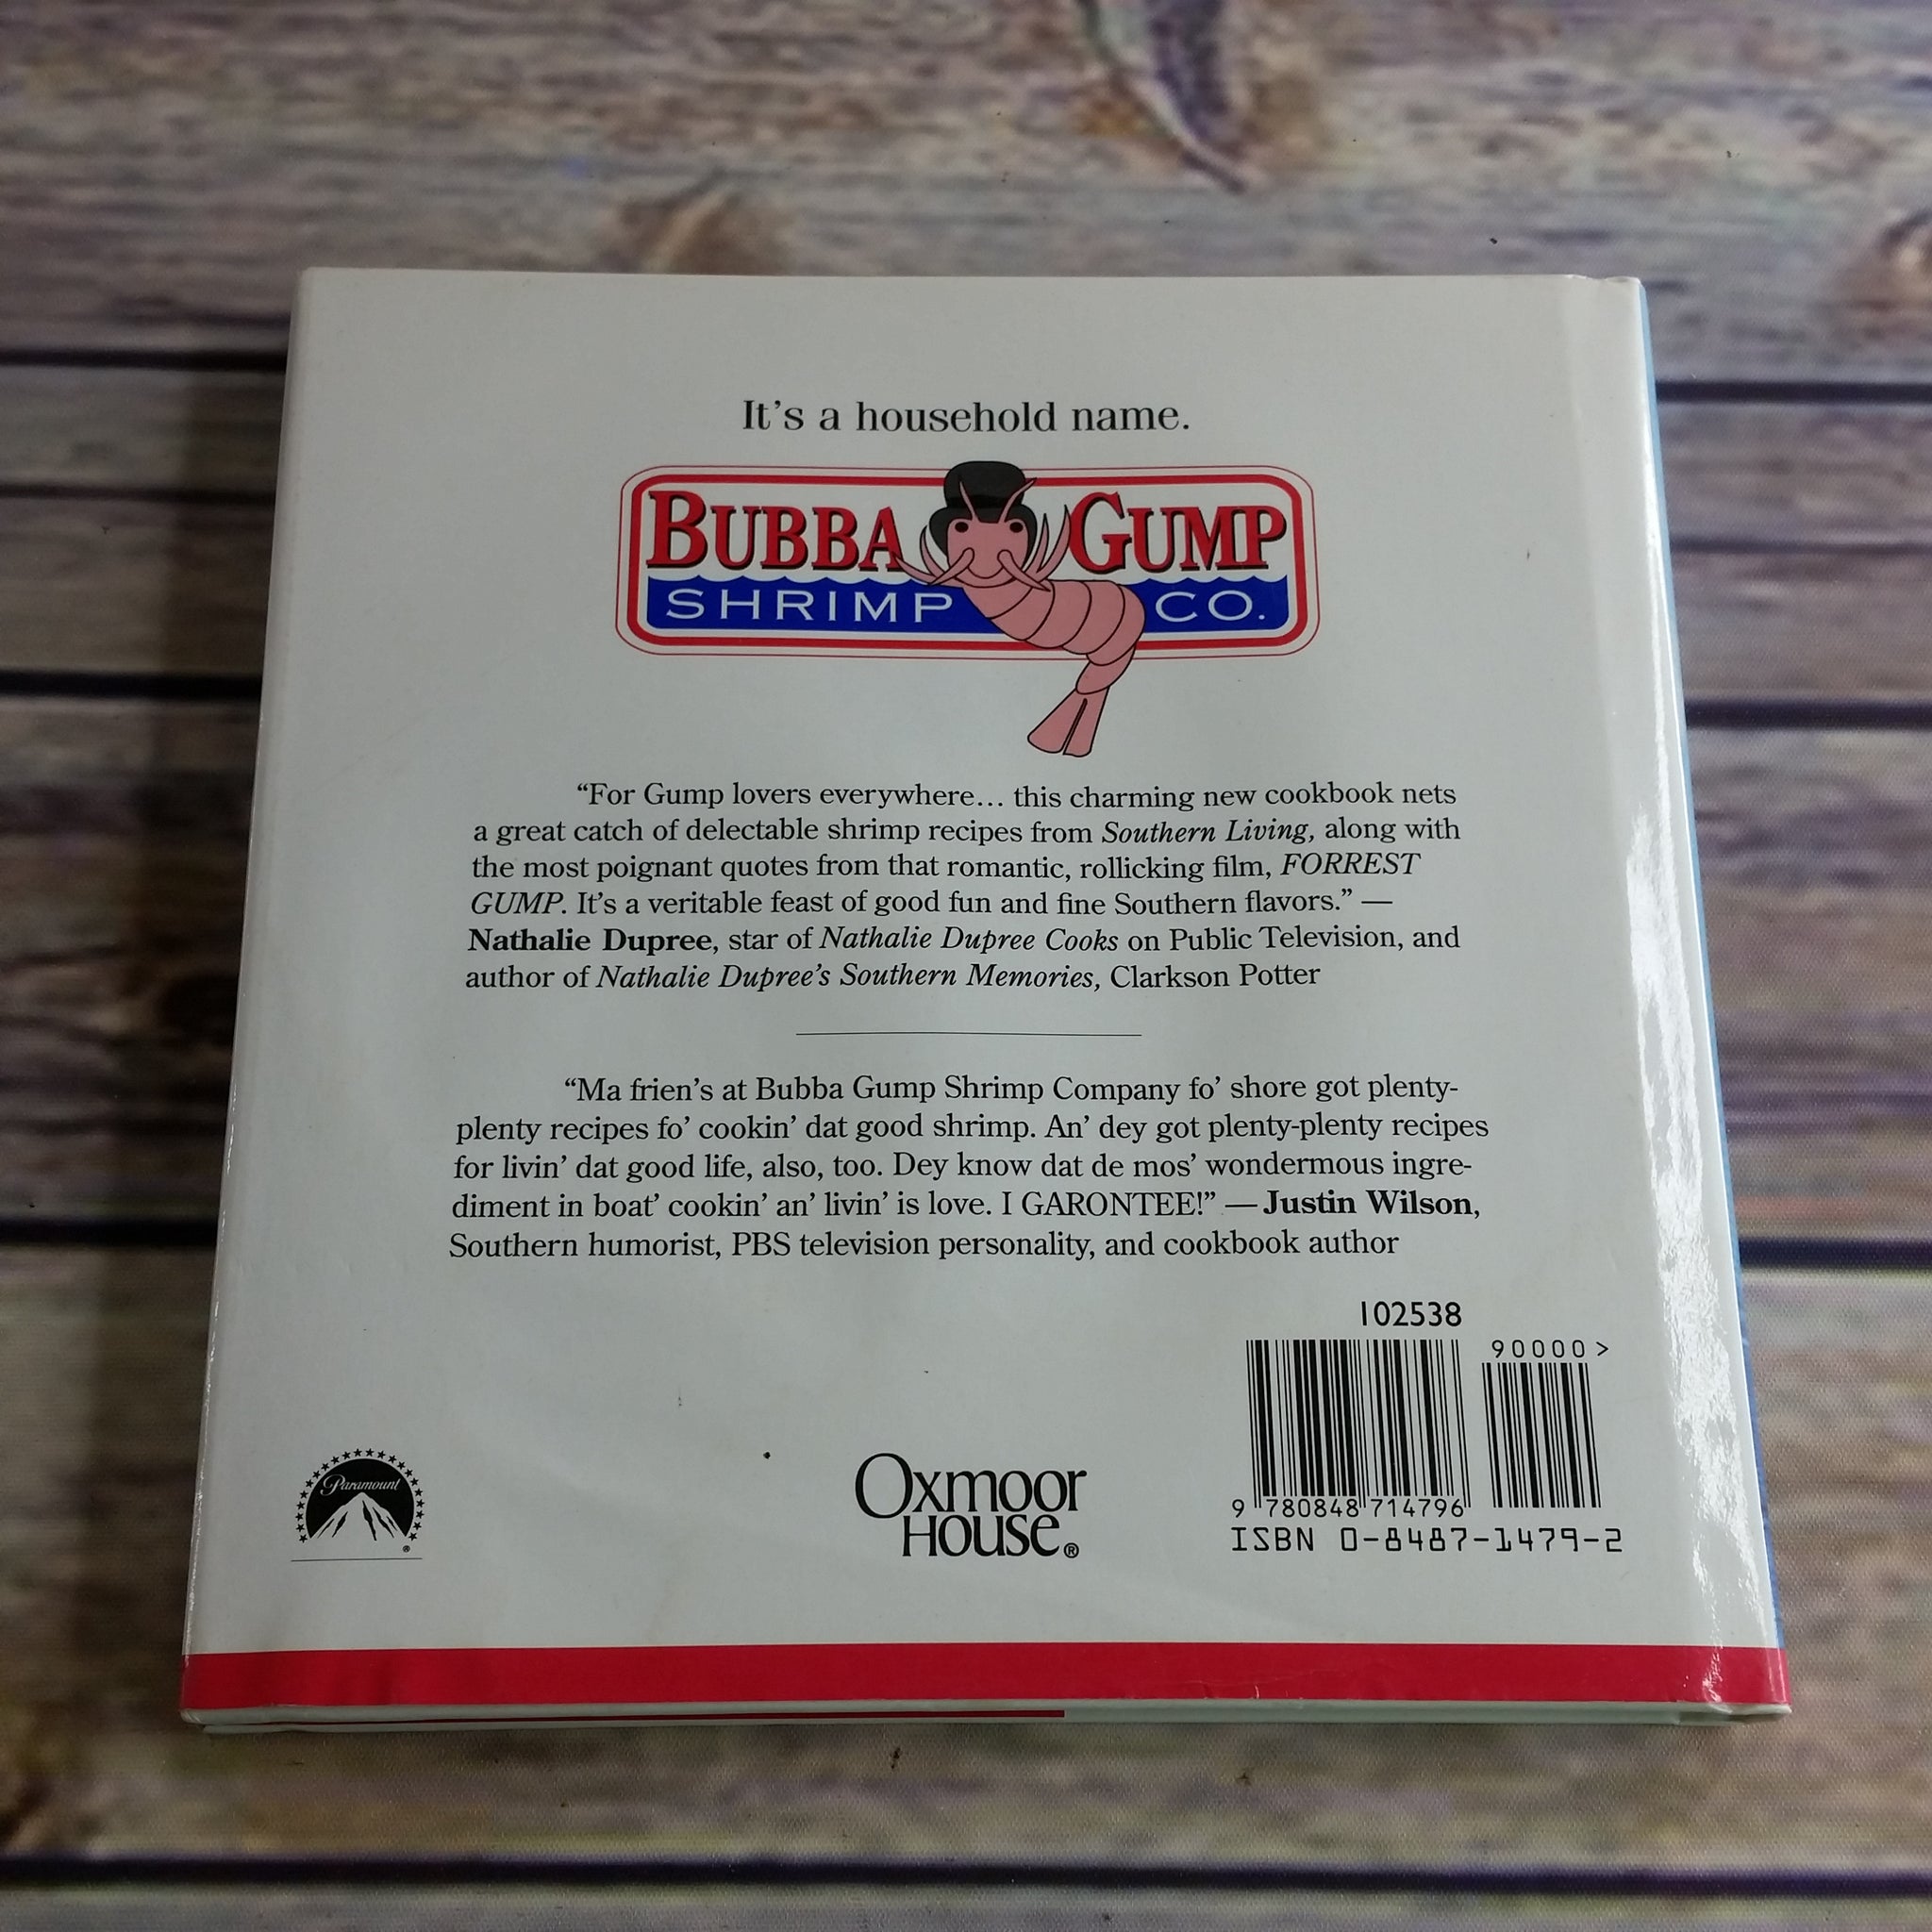 It's a household name.
BUBBA GUMP
SHRIMP CO.
“For Gump lovers everywhere… this charming new cookbook nets
a great catch of delectable shrimp recipes from Southern Living, along with
the most poignant quotes from that romantic, rollicking film, FORREST
GUMP. It’s a veritable feast of good fun and fine Southern flavors.” —
Nathalie Dupree, star of Nathalie Dupree Cooks on Public Television, and
author of Nathalie Dupree’s Southern Memories, Clarkson Potter
“Ma frien’s at Bubba Gump Shrimp Company fo’ shore got plenty-
plenty recipes fo’ cookin’ dat good shrimp. An’ dey got plenty-plenty recipes
for livin’ dat good life, also, too. Dey know dat de mos’ wondermous ingre-
diment in boat’ cookin’ an’ livin’ is love. I GARONTEE!” — Justin Wilson,
Southern humorist, PBS television personality, and cookbook author
102538
90000>
9 780848 714796
ISBN 0-8487-1479-2
Paramount
®
Oxmoor
House®